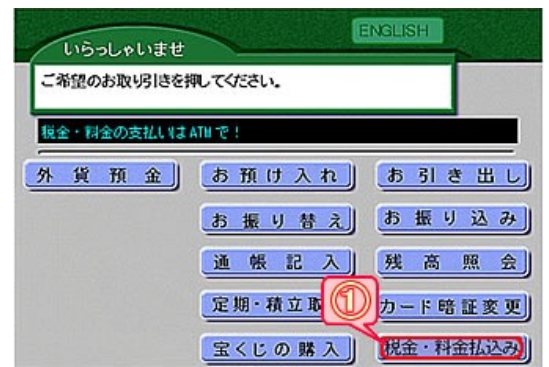 ENGLISH
いらっしゃいませ
ご希望のお取り引きを押してください。
税金・料金の支払いはATMで！
外貨預金 お預け入れ お引き出し
お振り替え お振り込み
通帳記入 残高照会
定期・積立取 ① カード暗証変更
宝くじの購入 税金・料金払込み